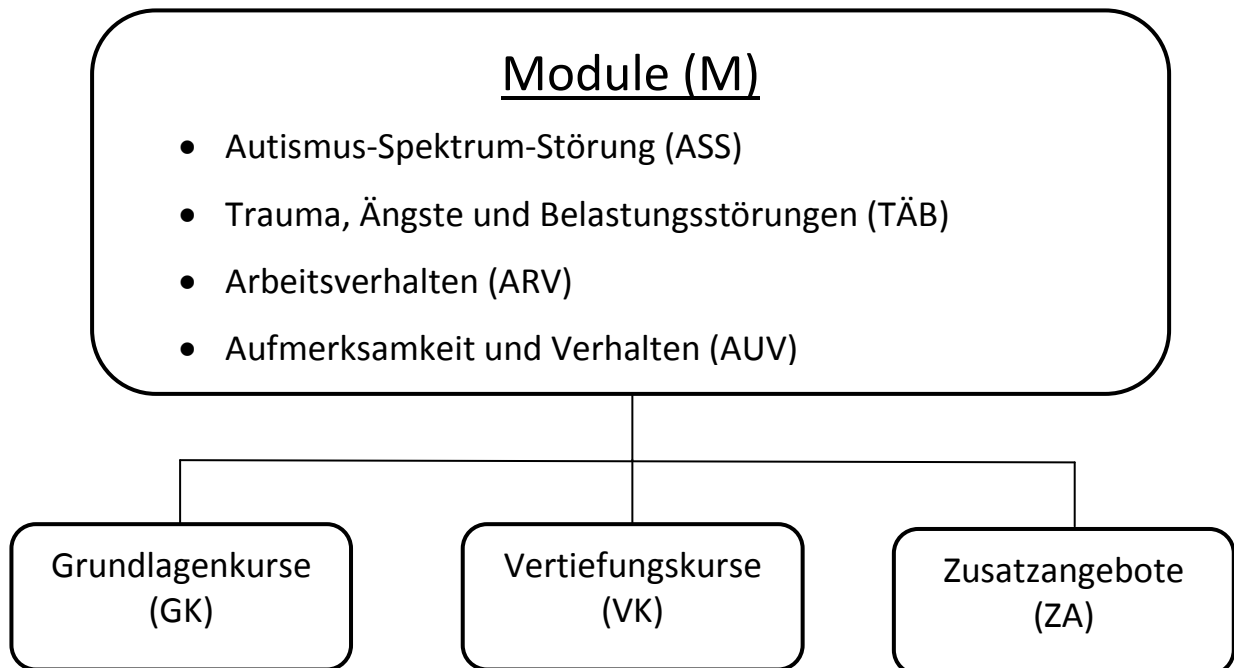 Module (M)
• Autismus-Spektrum-Störung (ASS)
• Trauma, Ängste und Belastungsstörungen (TÄB)
• Arbeitsverhalten (ARV)
• Aufmerksamkeit und Verhalten (AUV)
Grundlagenkurse
(GK)
Vertiefungskurse
(VK)
Zusatzangebote
(ZA)